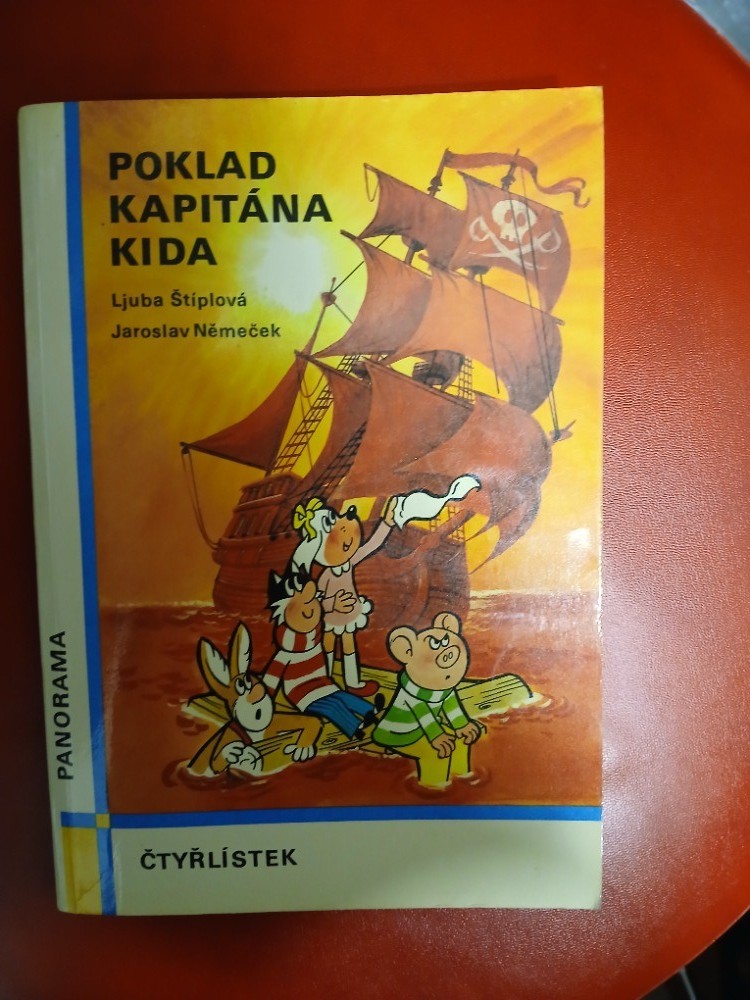 POKLAD
KAPITÁNA
KIDA
Ljuba Štíplová
Jaroslav Němeček
PANORAMA
ČTYŘLÍSTEK